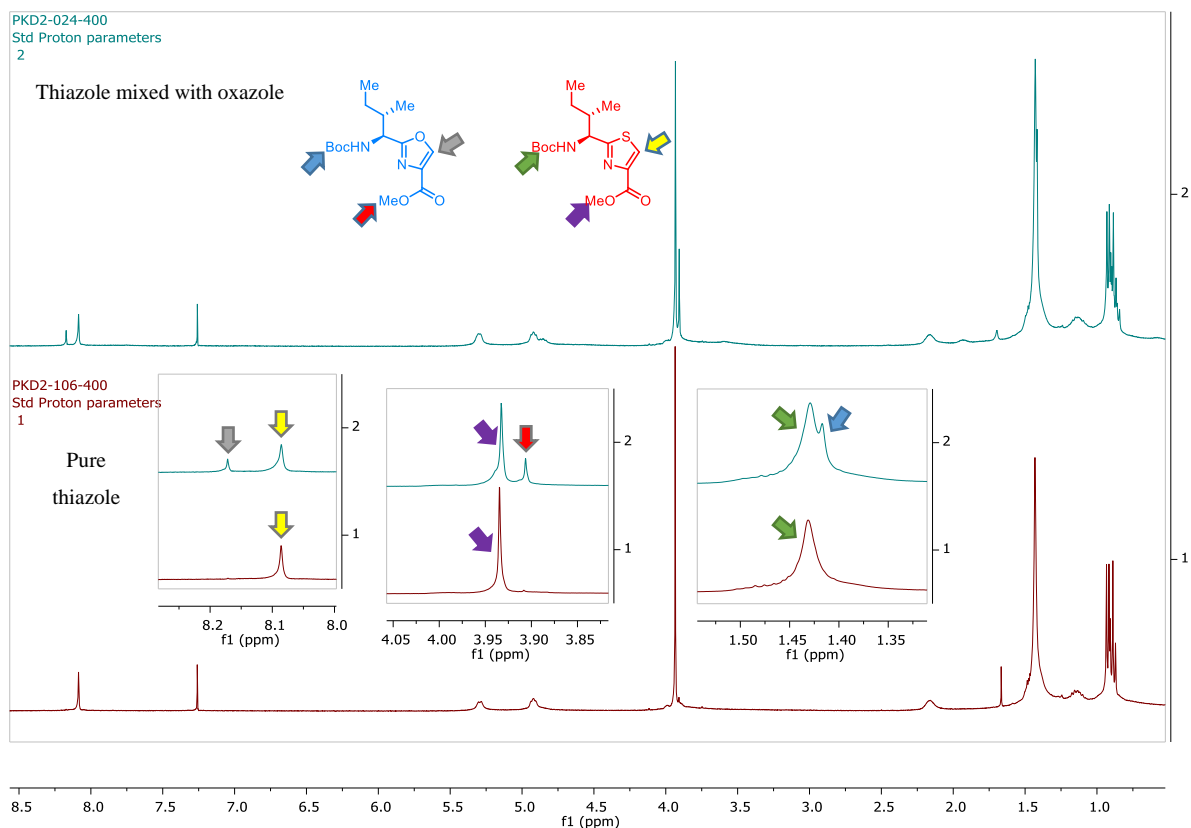 PKD2-024-400
Std Proton parameters
2
Thiazole mixed with oxazole
Me
Me
BocHN
O
N
MeO
O
Me
Me
BocHN
S
N
MeO
O
2
PKD2-106-400
Std Proton parameters
1
Pure
thiazole
2
1
8.2 8.1 8.0
f1 (ppm)
2
1
4.05 4.00 3.95 3.90 3.85
f1 (ppm)
2
1
1.50 1.45 1.40 1.35
f1 (ppm)
1
8.5 8.0 7.5 7.0 6.5 6.0 5.5 5.0 4.5 4.0 3.5 3.0 2.5 2.0 1.5 1.0
f1 (ppm)